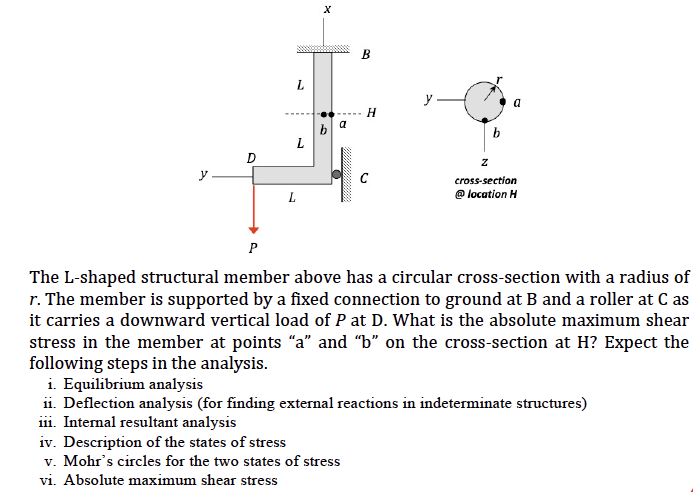 x
B
L
H
r
y
a
b
a
b
L
D
z
y
C
cross-section
@ location H
L
P
The L-shaped structural member above has a circular cross-section with a radius of
r. The member is supported by a fixed connection to ground at B and a roller at C as
it carries a downward vertical load of P at D. What is the absolute maximum shear
stress in the member at points “a” and “b” on the cross-section at H? Expect the
following steps in the analysis.
i. Equilibrium analysis
ii. Deflection analysis (for finding external reactions in indeterminate structures)
iii. Internal resultant analysis
iv. Description of the states of stress
v. Mohr's circles for the two states of stress
vi. Absolute maximum shear stress